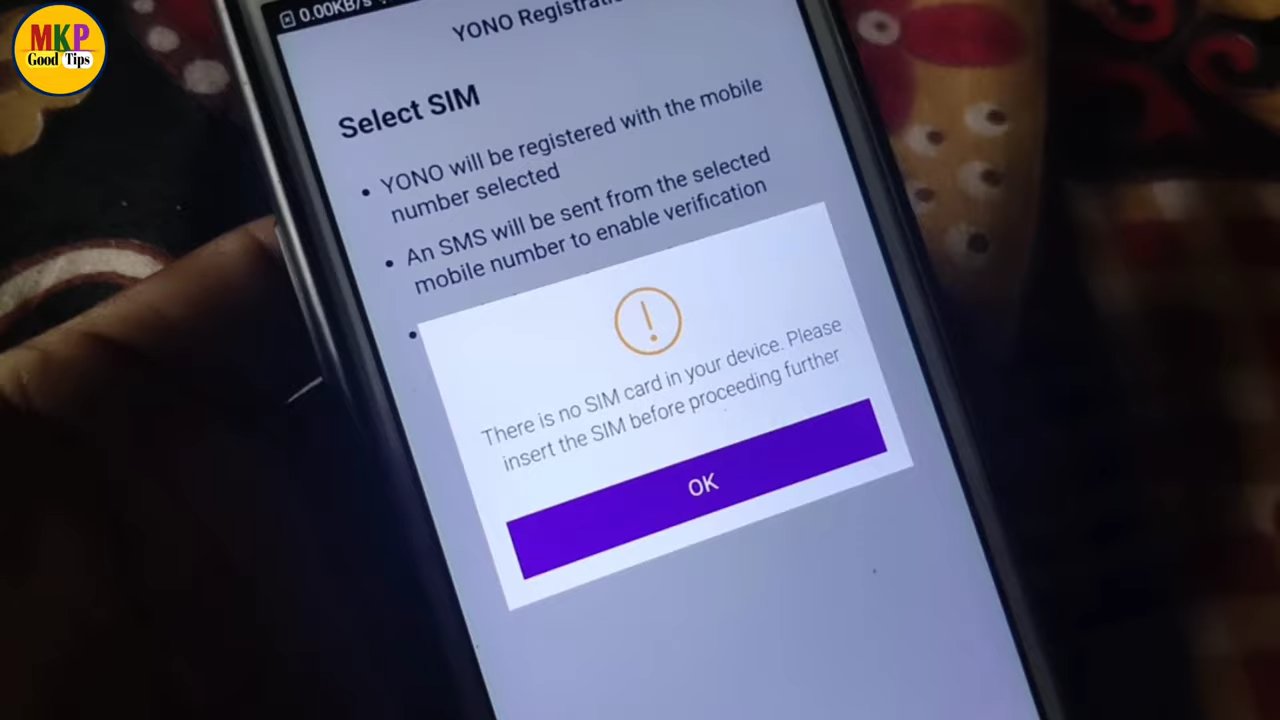 MKP
Good Tips
0.00KB/s
YONO Registratio
Select SIM
• YONO will be registered with the mobile
number selected
• An SMS will be sent from the selected
mobile number to enable verification
•
There is no SIM card in your device. Please
insert the SIM before proceeding further
OK